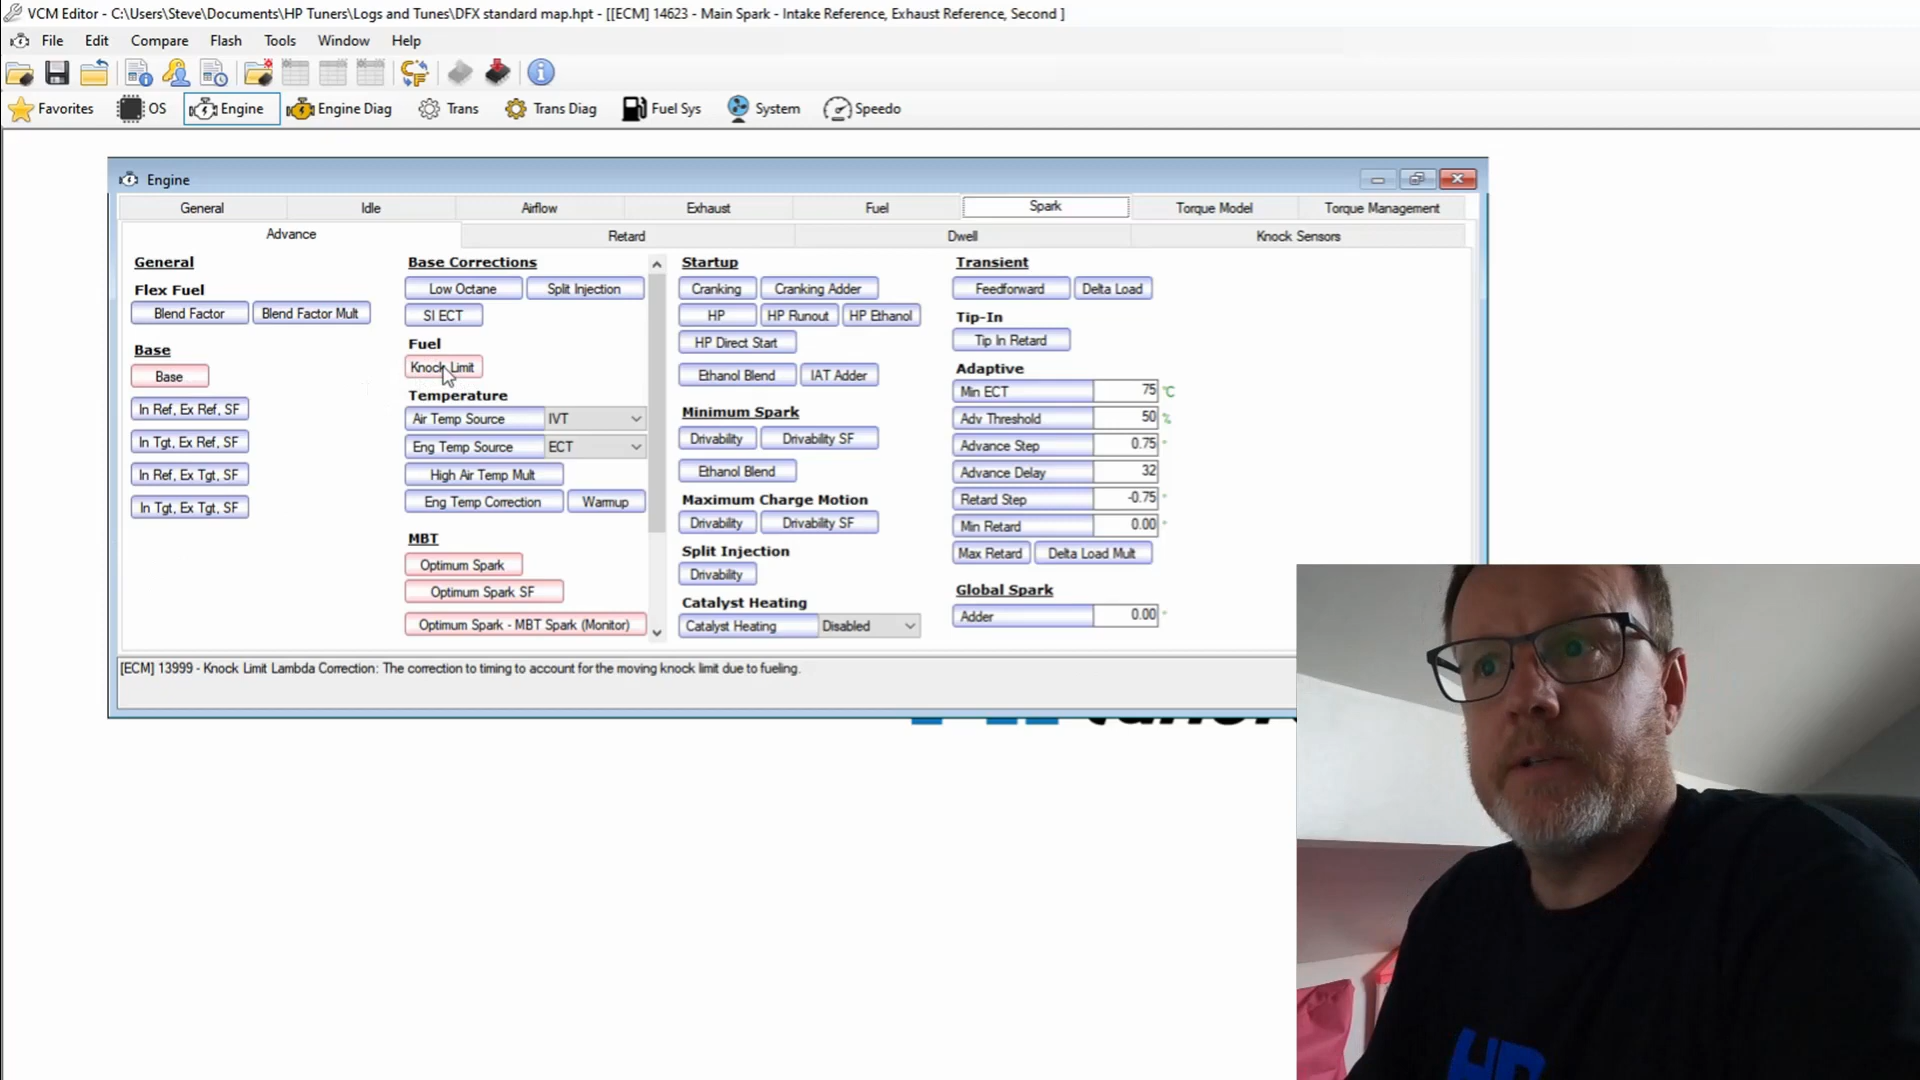 VCM Editor - C:\Users\Steve\Documents\HP Tuners\Logs and Tunes\DFX standard map.hpt - [[ECM] 14623 - Main Spark - Intake Reference, Exhaust Reference, Second ]
File Edit Compare Flash Tools Window Help
Favorites OS Engine Engine Diag Trans Trans Diag Fuel Sys System Speedo
Engine
General Idle Airflow Exhaust Fuel Spark Torque Model Torque Management
Advance Retard Dwell Knock Sensors
General
Flex Fuel
Blend Factor Blend Factor Mult
Base
Base
In Ref, Ex Ref, SF
In Tgt, Ex Ref, SF
In Ref, Ex Tgt, SF
In Tgt, Ex Tgt, SF
Base Corrections
Low Octane Split Injection
SI ECT
Fuel
Knock Limit
Temperature
Air Temp Source IVT
Eng Temp Source ECT
High Air Temp Mult
Eng Temp Correction Warmup
MBT
Optimum Spark
Optimum Spark SF
Optimum Spark - MBT Spark (Monitor)
Startup
Cranking Cranking Adder
HP HP Runout HP Ethanol
HP Direct Start
Ethanol Blend IAT Adder
Minimum Spark
Drivability Drivability SF
Ethanol Blend
Maximum Charge Motion
Drivability Drivability SF
Split Injection
Drivability
Catalyst Heating
Catalyst Heating Disabled
Transient
Feedforward Delta Load
Tip-In
Tip In Retard
Adaptive
Min ECT 75 °C
Adv Threshold 50 %
Advance Step 0.75 °
Advance Delay 32
Retard Step -0.75 °
Min Retard 0.00 °
Max Retard Delta Load Mult
Global Spark
Adder 0.00 °
[ECM] 13999 - Knock Limit Lambda Correction: The correction to timing to account for the moving knock limit due to fueling.
HP